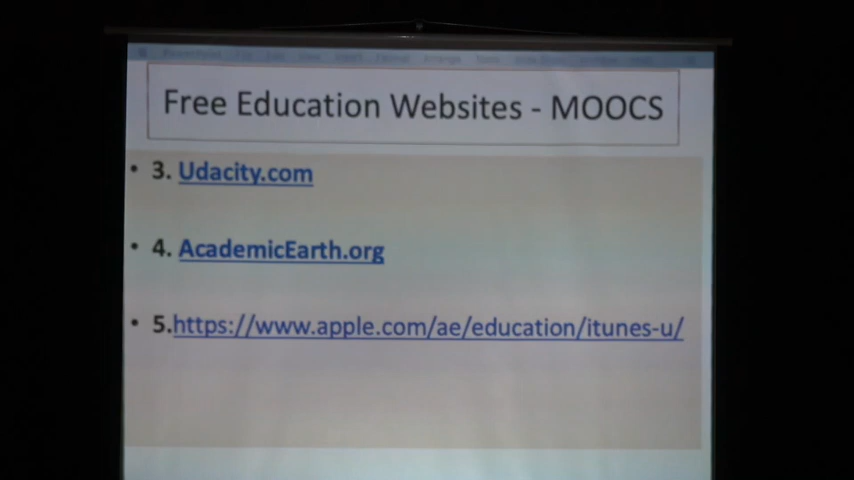 Free Education Websites - MOOCS
• 3. Udacity.com
• 4. AcademicEarth.org
• 5.https://www.apple.com/ae/education/itunes-u/